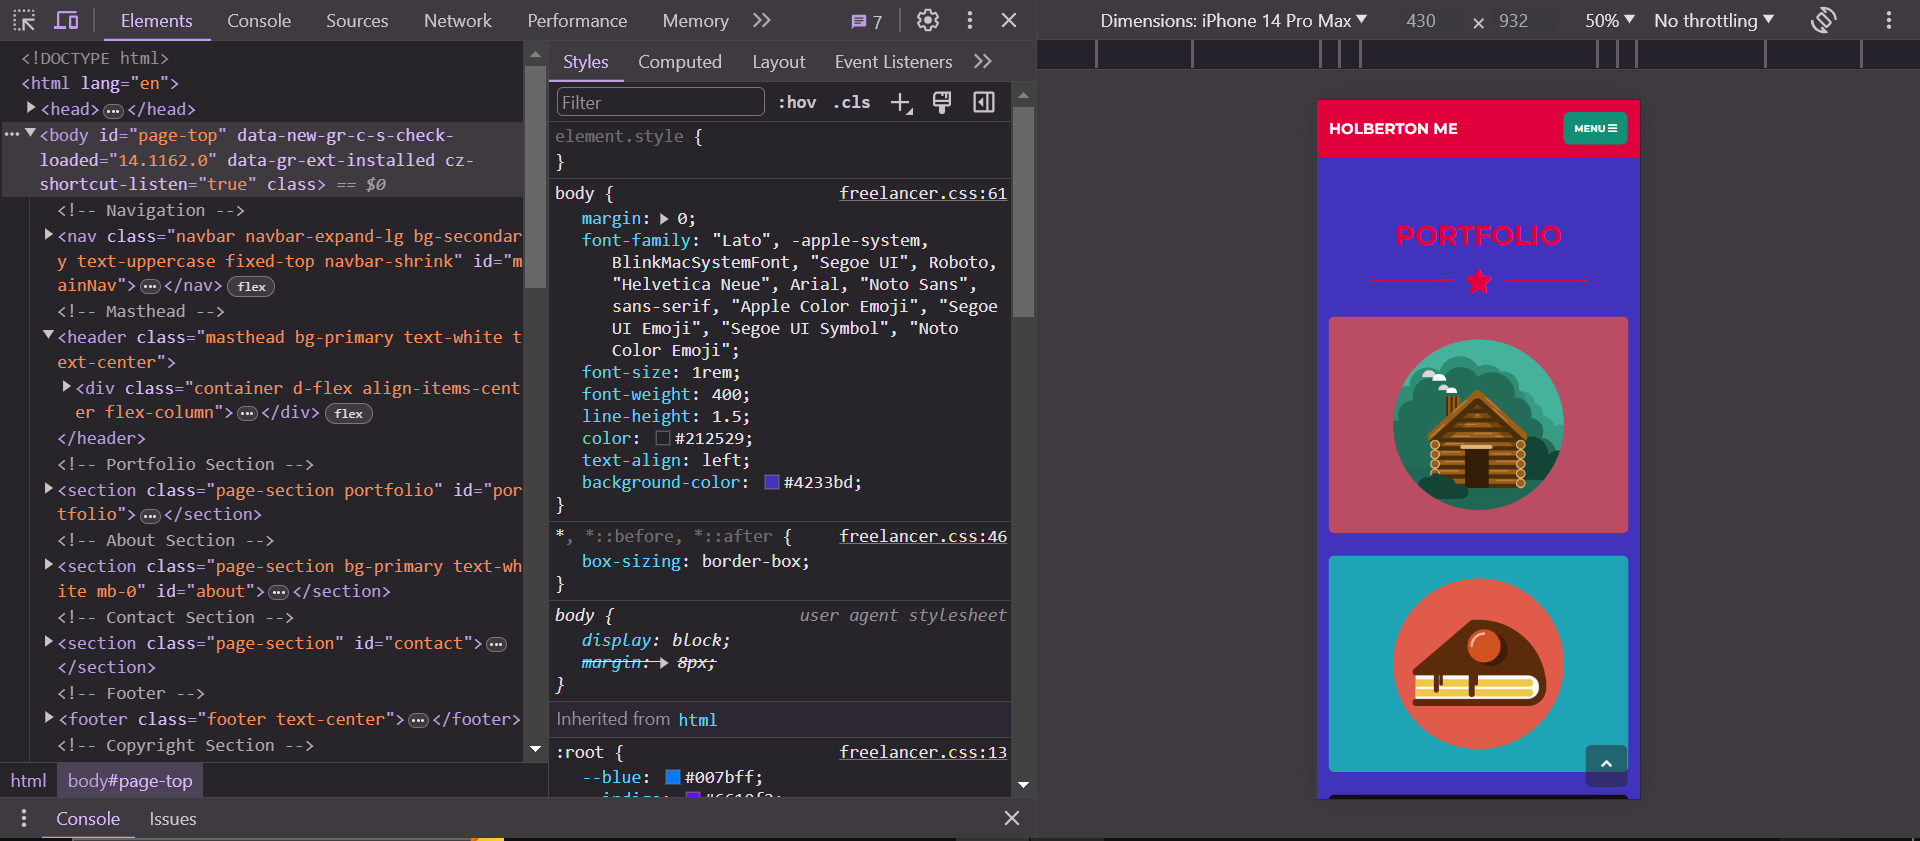 Elements Console Sources Network Performance Memory 7
Dimensions: iPhone 14 Pro Max 430 × 932 50% No throttling
<!DOCTYPE html>
<html lang="en">
<head> ••• </head>
••• <body id="page-top" data-new-gr-c-s-check-
loaded="14.1162.0" data-gr-ext-installed cz-
shortcut-listen="true" class> == $0
<!-- Navigation -->
<nav class="navbar navbar-expand-lg bg-secondar
y text-uppercase fixed-top navbar-shrink" id="m
ainNav"> ••• </nav> flex
<!-- Masthead -->
<header class="masthead bg-primary text-white t
ext-center">
<div class="container d-flex align-items-cent
er flex-column"> ••• </div> flex
</header>
<!-- Portfolio Section -->
<section class="page-section portfolio" id="por
tfolio"> ••• </section>
<!-- About Section -->
<section class="page-section bg-primary text-wh
ite mb-0" id="about"> ••• </section>
<!-- Contact Section -->
<section class="page-section" id="contact"> •••
</section>
<!-- Footer -->
<footer class="footer text-center"> ••• </footer>
<!-- Copyright Section -->
html body#page-top
Console Issues
Styles Computed Layout Event Listeners
Filter :hov .cls
element.style {
}
body { freelancer.css:61
margin: 0;
font-family: "Lato", -apple-system,
BlinkMacSystemFont, "Segoe UI", Roboto,
"Helvetica Neue", Arial, "Noto Sans",
sans-serif, "Apple Color Emoji", "Segoe
UI Emoji", "Segoe UI Symbol", "Noto
Color Emoji";
font-size: 1rem;
font-weight: 400;
line-height: 1.5;
color: #212529;
text-align: left;
background-color: #4233bd;
}
*, *::before, *::after { freelancer.css:46
box-sizing: border-box;
}
body { user agent stylesheet
display: block;
margin: 8px;
}
Inherited from html
:root { freelancer.css:13
--blue: #007bff;
HOLBERTON ME MENU
PORTFOLIO